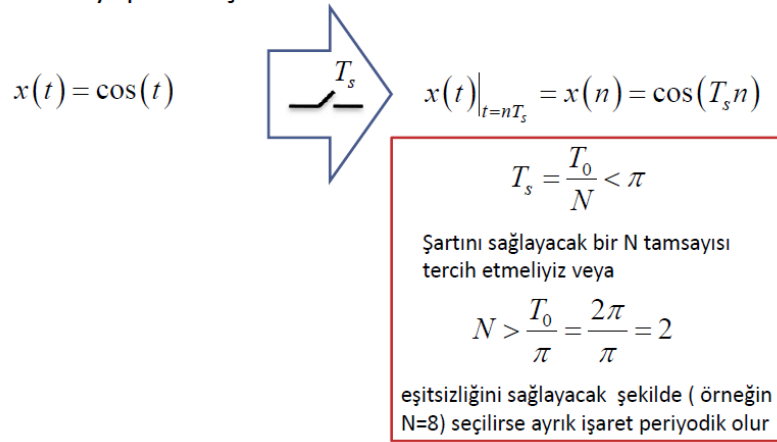 x(t) = cos(t)
T_s
x(t)|_{t=nT_s} = x(n) = cos(T_s n)
T_s = T_0 / N < π
Şartını sağlayacak bir N tamsayısı
tercih etmeliyiz veya
N > T_0 / π = 2π / π = 2
eşitsizliğini sağlayacak şekilde ( örneğin
N=8) seçilirse ayrık işaret periyodik olur